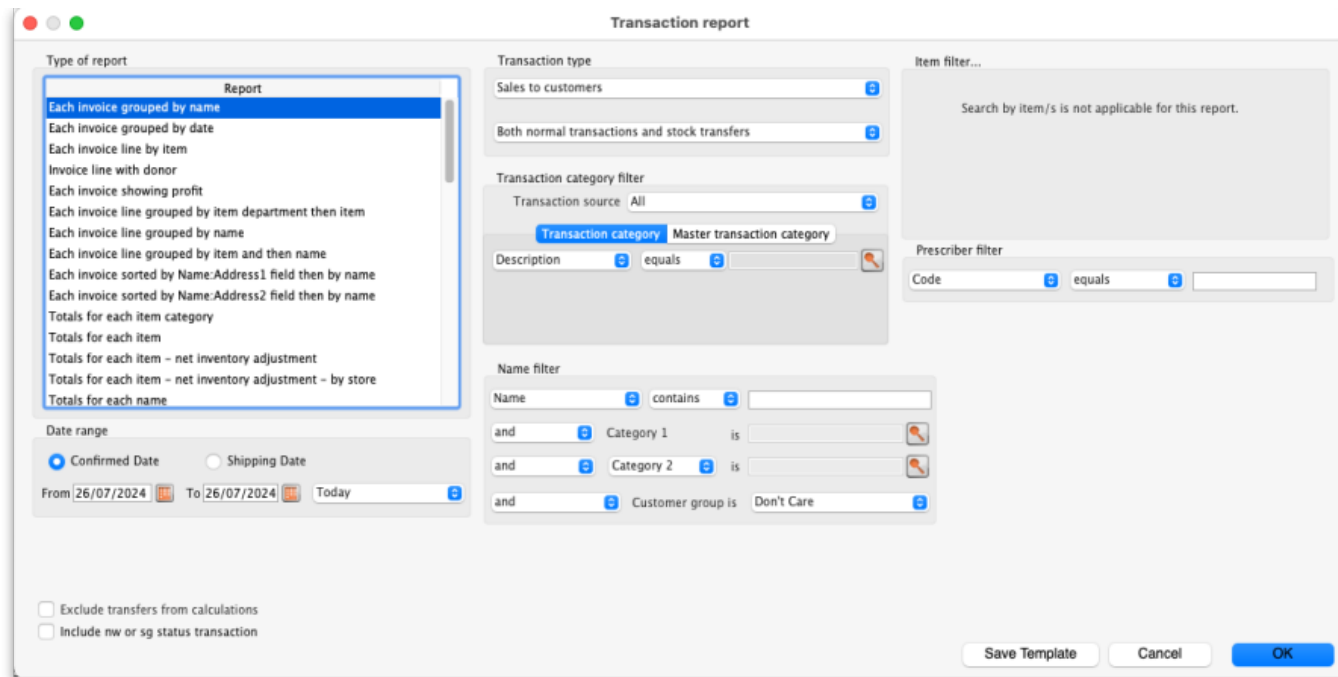 Transaction report
Type of report
Report
Each invoice grouped by name
Each invoice grouped by date
Each invoice line by item
Invoice line with donor
Each invoice showing profit
Each invoice line grouped by item department then item
Each invoice line grouped by name
Each invoice line grouped by item and then name
Each invoice sorted by Name:Address1 field then by name
Each invoice sorted by Name:Address2 field then by name
Totals for each item category
Totals for each item
Totals for each item - net inventory adjustment
Totals for each item - net inventory adjustment - by store
Totals for each name
Date range
Confirmed Date Shipping Date
From 26/07/2024 To 26/07/2024 Today
Exclude transfers from calculations
Include nw or sg status transaction
Transaction type
Sales to customers
Both normal transactions and stock transfers
Transaction category filter
Transaction source All
Transaction category Master transaction category
Description equals
Name filter
Name contains
and Category 1 is
and Category 2 is
and Customer group is Don't Care
Item filter...
Search by item/s is not applicable for this report.
Prescriber filter
Code equals
Save Template Cancel OK